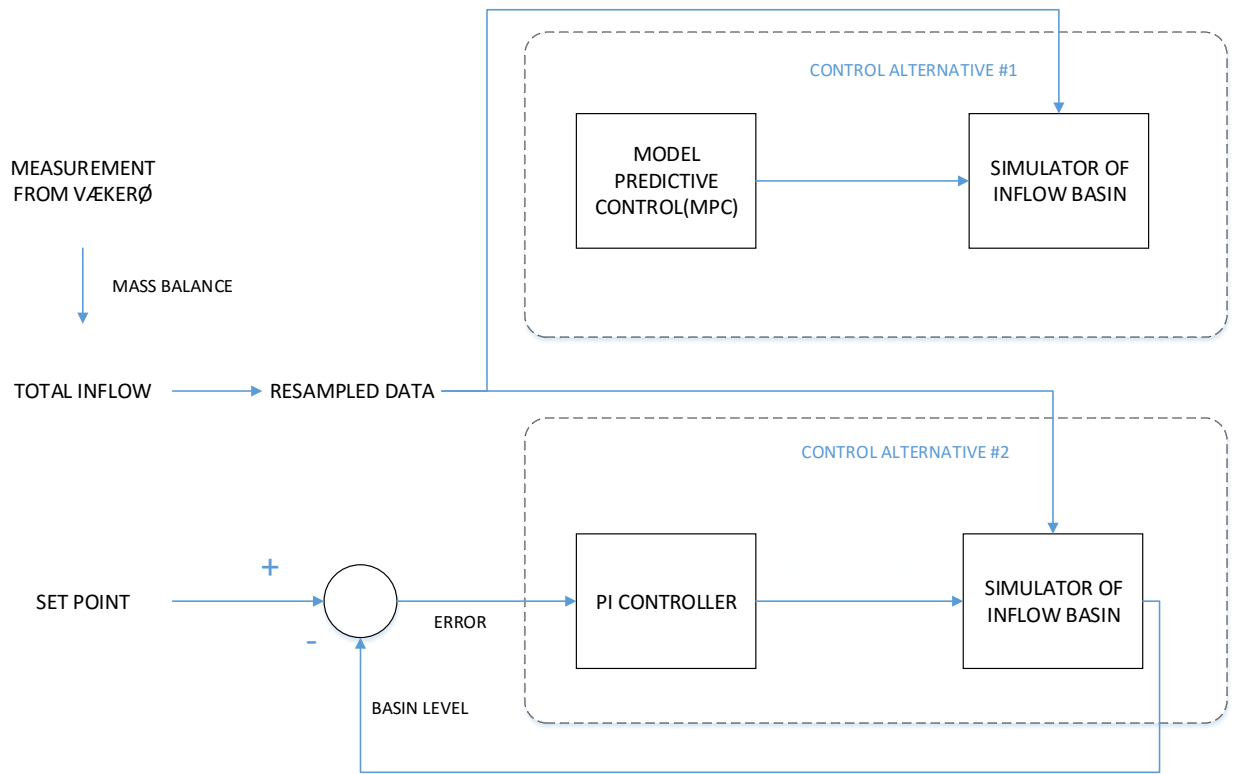 CONTROL ALTERNATIVE #1
MODEL
PREDICTIVE
CONTROL(MPC)
SIMULATOR OF
INFLOW BASIN
MEASUREMENT
FROM VÆKERØ
MASS BALANCE
TOTAL INFLOW
RESAMPLED DATA
CONTROL ALTERNATIVE #2
+
SET POINT
-
ERROR
PI CONTROLLER
SIMULATOR OF
INFLOW BASIN
BASIN LEVEL